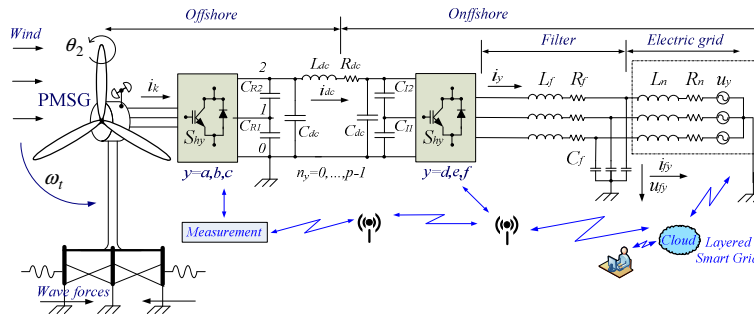 Offshore
Onffshore
Wind
θ2
PMSG
ik
Shy
y=a,b,c
2
1
0
CR2
CR1
Ldc
Rdc
idc
Cdc
Cdc
ny=0,...,p-1
CI2
CI1
Shy
y=d,e,f
Filter
Electric grid
iy
Lf
Rf
Ln
Rn
uy
Cf
ify
ufy
ωt
Measurement
Cloud
Layered
Smart Grid
Wave forces